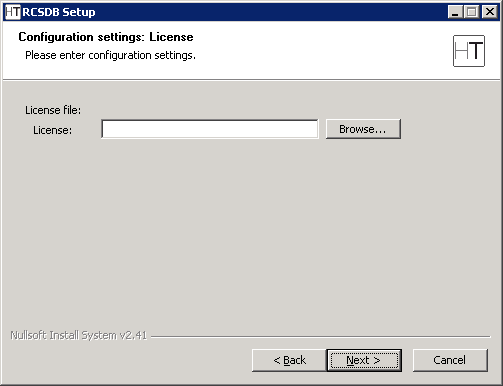 HT RCSDB Setup
Configuration settings: License
Please enter configuration settings.
HT
License file:
License:
Browse...
Nullsoft Install System v2.41
< Back
Next >
Cancel